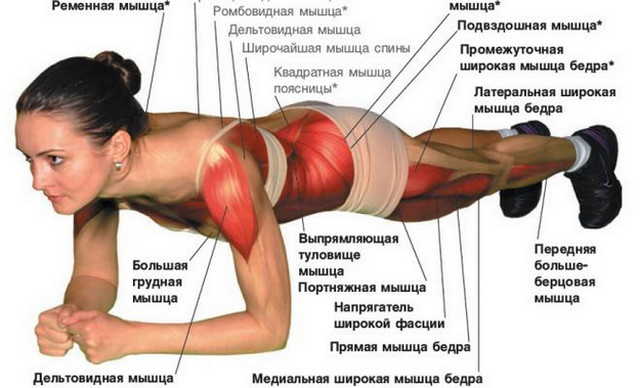 Ременная мышца*
Ромбовидная мышца*
Дельтовидная мышца
Широчайшая мышца спины
Квадратная мышца
поясницы*
мышца*
Подвздошная мышца*
Промежуточная
широкая мышца бедра*
Латеральная широкая
мышца бедра
Большая
грудная
мышца
Выпрямляющая
туловище
мышца
Портняжная мышца
Напрягатель
широкой фасции
Прямая мышца бедра
Передняя
больше-
берцовая
мышца
Дельтовидная мышца
Медиальная широкая мышца бедра